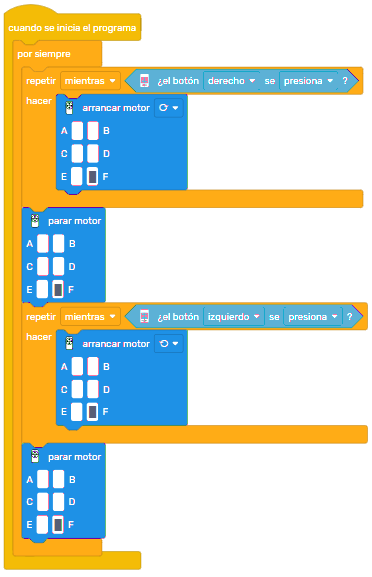 cuando se inicia el programa
por siempre
repetir mientras ¿el botón derecho se presiona ?
hacer arrancar motor
A B
C D
E F
parar motor
A B
C D
E F
repetir mientras ¿el botón izquierdo se presiona ?
hacer arrancar motor
A B
C D
E F
parar motor
A B
C D
E F